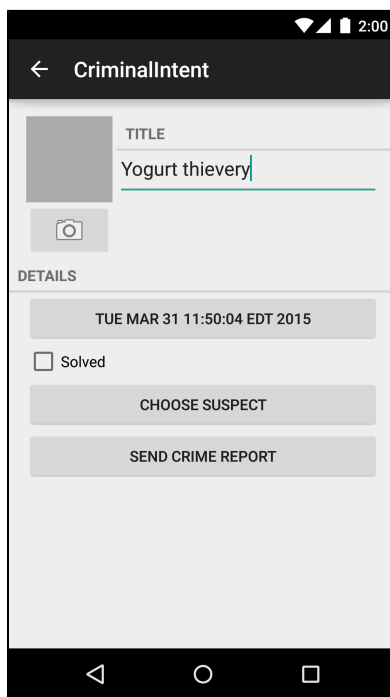 2:00
CriminalIntent
TITLE
Yogurt thievery
DETAILS
TUE MAR 31 11:50:04 EDT 2015
Solved
CHOOSE SUSPECT
SEND CRIME REPORT